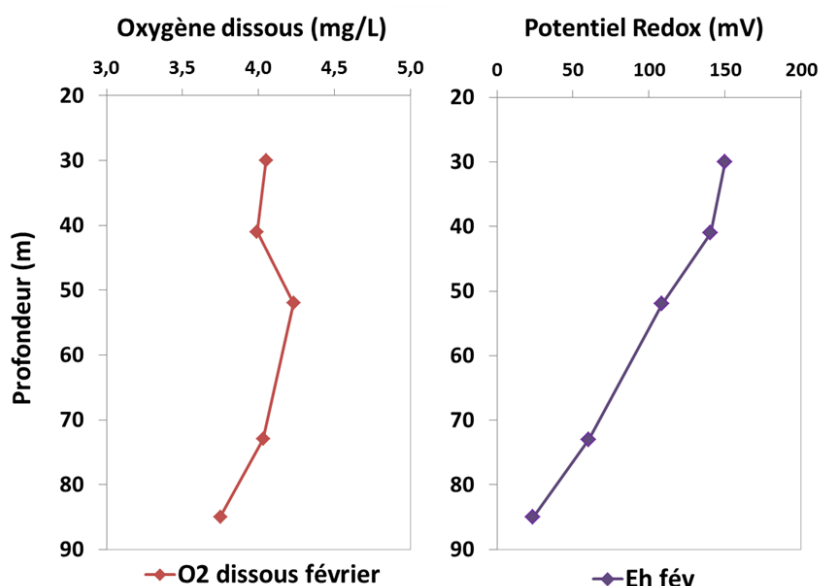 Oxygène dissous (mg/L)
3,0 3,5 4,0 4,5 5,0
20
30
40
50
60
70
80
90
Profondeur (m)
O2 dissous février
Potentiel Redox (mV)
0 50 100 150 200
20
30
40
50
60
70
80
90
Eh fév